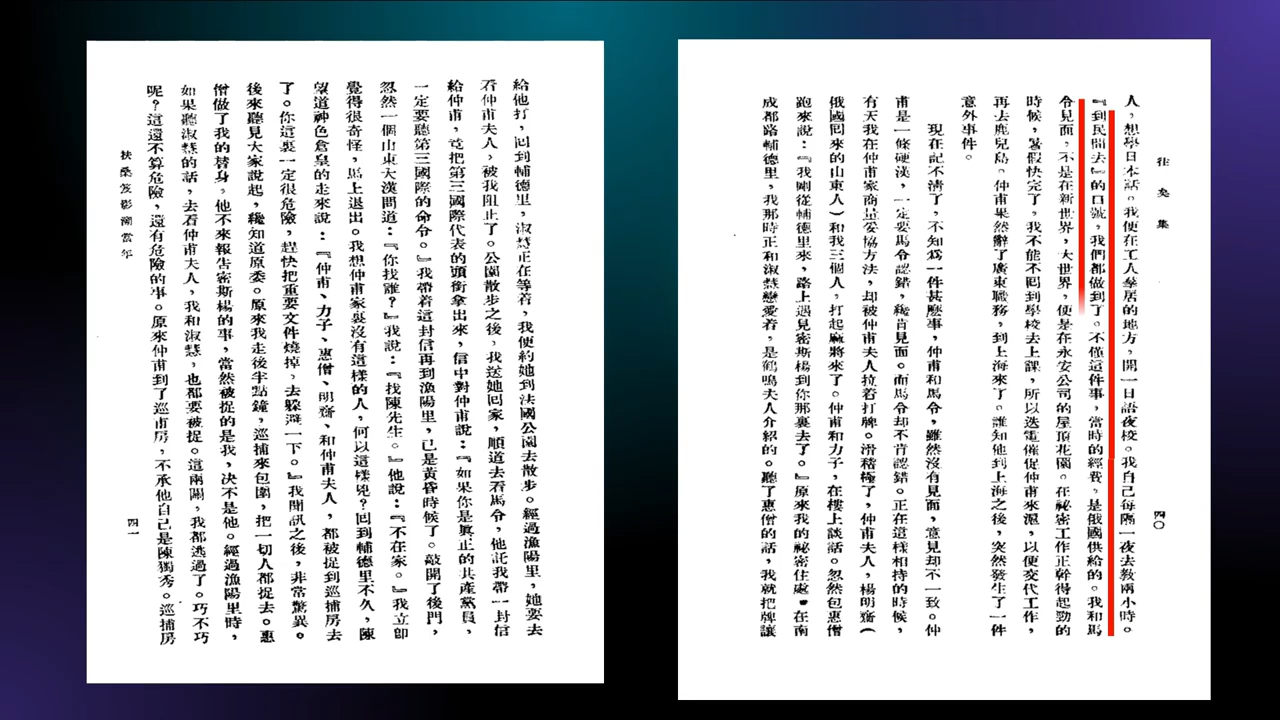 往矣集
四〇
人，想學日本話。我便在工人羣居的地方，開一日語夜校。我自己每隔一夜去敎兩小時。
『到民間去』的口號，我們都做到了。不僅這件事，當時的經費，是俄國供給的。我和馬
令見面，不是在新世界，大世界，便是在永安公司的屋頂花園。在祕密工作正幹得起勁的
時候，暑假快完了，我不能不囘到學校去上課，所以迭電催促仲甫來滬，以便交代工作，
再去鹿兒島。仲甫果然辭了廣東職務，到上海來了。誰知他到上海之後，突然發生了一件
意外事件。
現在記不清了，不知爲一件甚麽事，仲甫和馬令，雖然沒有見面，意見却不一致。仲
甫是一條硬漢，一定要馬令認錯，纔肯見面。而馬令却不肯認錯。正在這樣相持的時候，
有天我在仲甫家商量妥協方法，却被仲甫夫人拉着打牌。滑稽極了，仲甫夫人，楊明齋（
俄國囘來的山東人）和我三個人，打起麻將來了。仲甫和力子，在樓上談話。忽然包惠僧
跑來說：『我剛從輔德里來，路上遇見密斯楊到你那裏去了。』原來我的祕密住處，在南
成都路輔德里，我那時正和淑慧戀愛着，是鶴鳴夫人介紹的。聽了惠僧的話，我就把牌讓
給他打，囘到輔德里，淑慧正在等着，我便約她到法國公園去散步。經過漁陽里，她要去
看仲甫夫人，被我阻止了。公園散步之後，我送她囘家，順道去看馬令，他託我帶一封信
給仲甫，竟把第三國際代表的頭銜拿出來，信中對仲甫說：『如果你是眞正的共產黨員，
一定要聽第三國際的命令。』我帶着這封信再到漁陽里，已是黃昏時候了。敲開了後門，
忽然一個山東大漢問道：『你找誰？』我說：『找陳先生。』他說：『不在家。』我立卽
覺得很奇怪，馬上退出。我想仲甫家裏沒有這樣的人，何以這樣兇？囘到輔德里不久，陳
望道神色倉皇的走來說：『仲甫、力子、惠僧、明齋、和仲甫夫人，都被捉到巡捕房去
了。你這裏一定很危險，趕快把重要文件燒掉，去躱避一下。』我聞訊之後，非常驚異。
後來聽見大家說起，纔知道原委。原來我走後半點鐘，巡捕來包圍，把一切人都捉去。惠
僧做了我的替身。他不來報告密斯楊的事，當然被捉的是我，決不是他。經過漁陽里時，
如果聽淑慧的話，去看仲甫夫人，我和淑慧，也都要被捉。這兩關，我都逃過了。巧不巧
呢？這還不算危險，還有危險的事。原來仲甫到了巡甫房，不承他自己是陳獨秀。巡捕房
扶桑笈影溯當年
四一